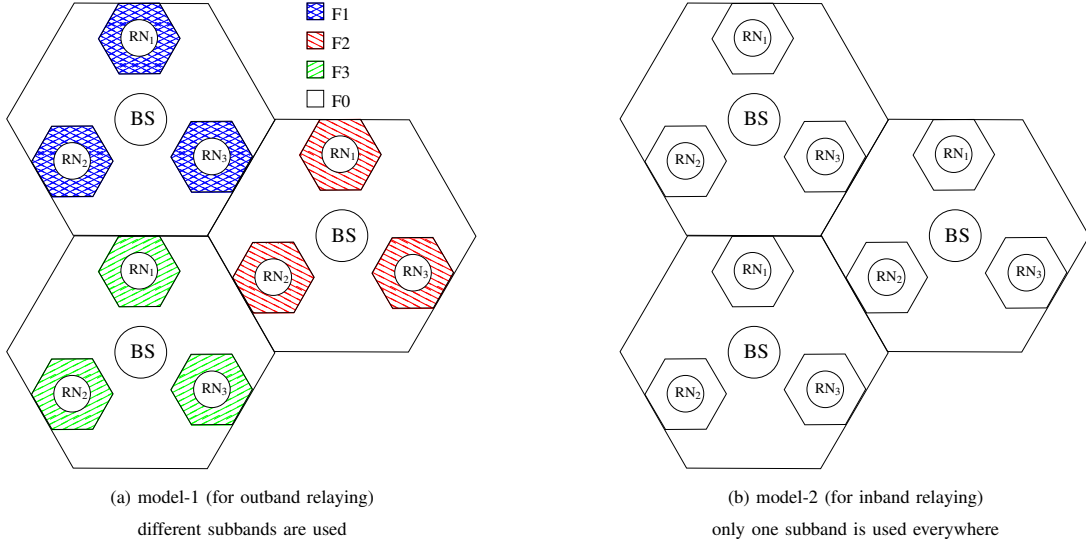 F1
F2
F3
F0
RN₁
BS
RN₂
RN₃
RN₁
BS
RN₂
RN₃
RN₁
BS
RN₂
RN₃
(a) model-1 (for outband relaying)
different subbands are used
RN₁
BS
RN₂
RN₃
RN₁
BS
RN₂
RN₃
RN₁
BS
RN₂
RN₃
(b) model-2 (for inband relaying)
only one subband is used everywhere